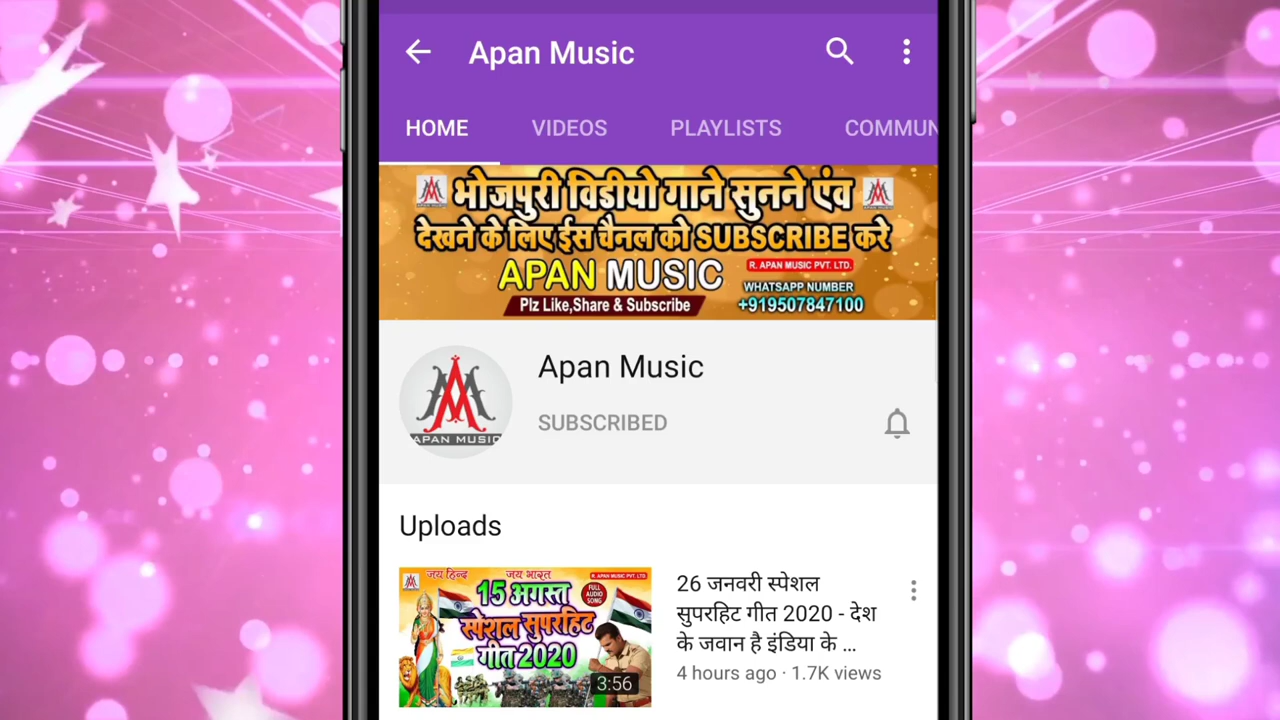 Apan Music
HOME VIDEOS PLAYLISTS COMMUN
भोजपुरी विडीयो गाने सुनने एंव
देखने के लिए ईस चैनल को SUBSCRIBE करे
APAN MUSIC
R. APAN MUSIC PVT. LTD.
WHATSAPP NUMBER
Plz Like,Share & Subscribe
+919507847100
Apan Music
SUBSCRIBED
APAN MUSIC
Uploads
जय हिन्द जय भारत
R. APAN MUSIC PVT. LTD
15 अगस्त
FULL AUDIO SONG
स्पेशल सुपरहिट
गीत 2020
3:56
26 जनवरी स्पेशल
सुपरहिट गीत 2020 - देश
के जवान है इंडिया के ...
4 hours ago · 1.7K views